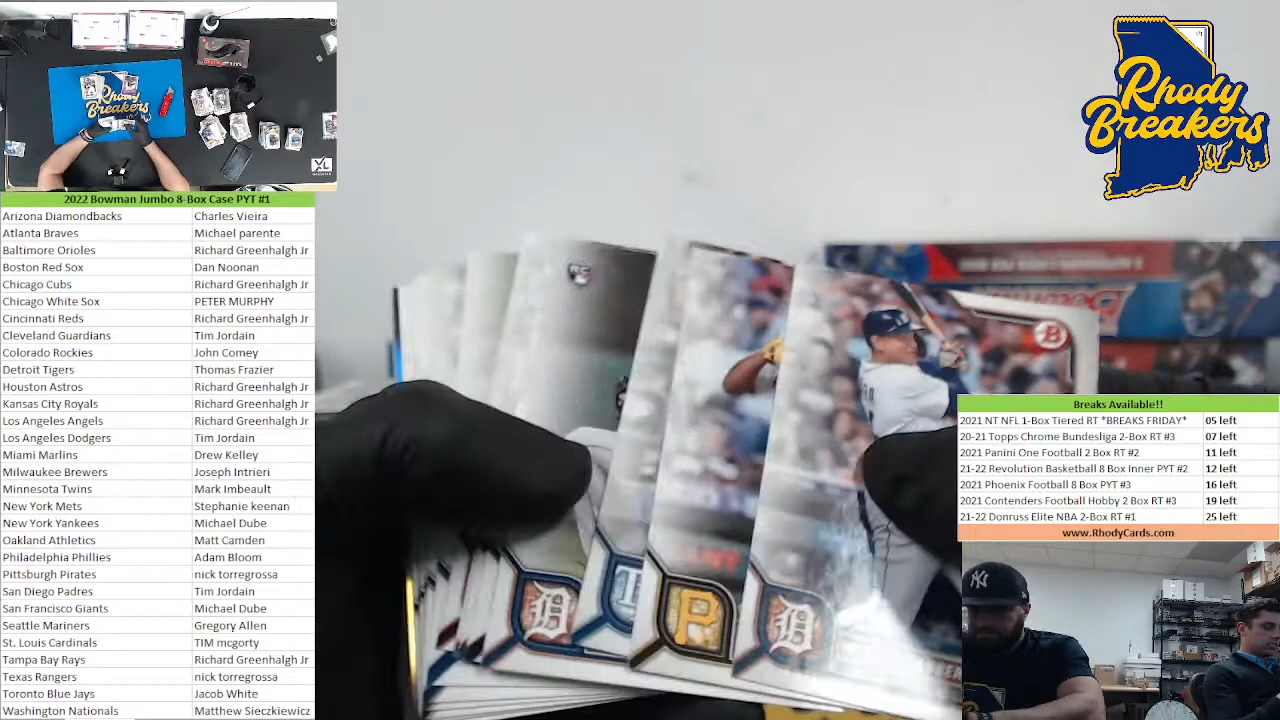 Rhody
Breakers
Rhody
Breakers
XL
2022 Bowman Jumbo 8-Box Case PYT #1
Arizona Diamondbacks Charles Vieira
Atlanta Braves Michael parente
Baltimore Orioles Richard Greenhalgh Jr
Boston Red Sox Dan Noonan
Chicago Cubs Richard Greenhalgh Jr
Chicago White Sox PETER MURPHY
Cincinnati Reds Richard Greenhalgh Jr
Cleveland Guardians Tim Jordain
Colorado Rockies John Comey
Detroit Tigers Thomas Frazier
Houston Astros Richard Greenhalgh Jr
Kansas City Royals Richard Greenhalgh Jr
Los Angeles Angels Richard Greenhalgh Jr
Los Angeles Dodgers Tim Jordain
Miami Marlins Drew Kelley
Milwaukee Brewers Joseph Intrieri
Minnesota Twins Mark Imbeault
New York Mets Stephanie keenan
New York Yankees Michael Dube
Oakland Athletics Matt Camden
Philadelphia Phillies Adam Bloom
Pittsburgh Pirates nick torregrossa
San Diego Padres Tim Jordain
San Francisco Giants Michael Dube
Seattle Mariners Gregory Allen
St. Louis Cardinals TIM mcgorty
Tampa Bay Rays Richard Greenhalgh Jr
Texas Rangers nick torregrossa
Toronto Blue Jays Jacob White
Washington Nationals Matthew Sieczkiewicz
RC
B
D
P
D
Breaks Available!!
2021 NT NFL 1-Box Tiered RT *BREAKS FRIDAY* 05 left
20-21 Topps Chrome Bundesliga 2-Box RT #3 07 left
2021 Panini One Football 2 Box RT #2 11 left
21-22 Revolution Basketball 8 Box Inner PYT #2 12 left
2021 Phoenix Football 8 Box PYT #3 16 left
2021 Contenders Football Hobby 2 Box RT #3 19 left
21-22 Donruss Elite NBA 2-Box RT #1 25 left
www.RhodyCards.com
NY